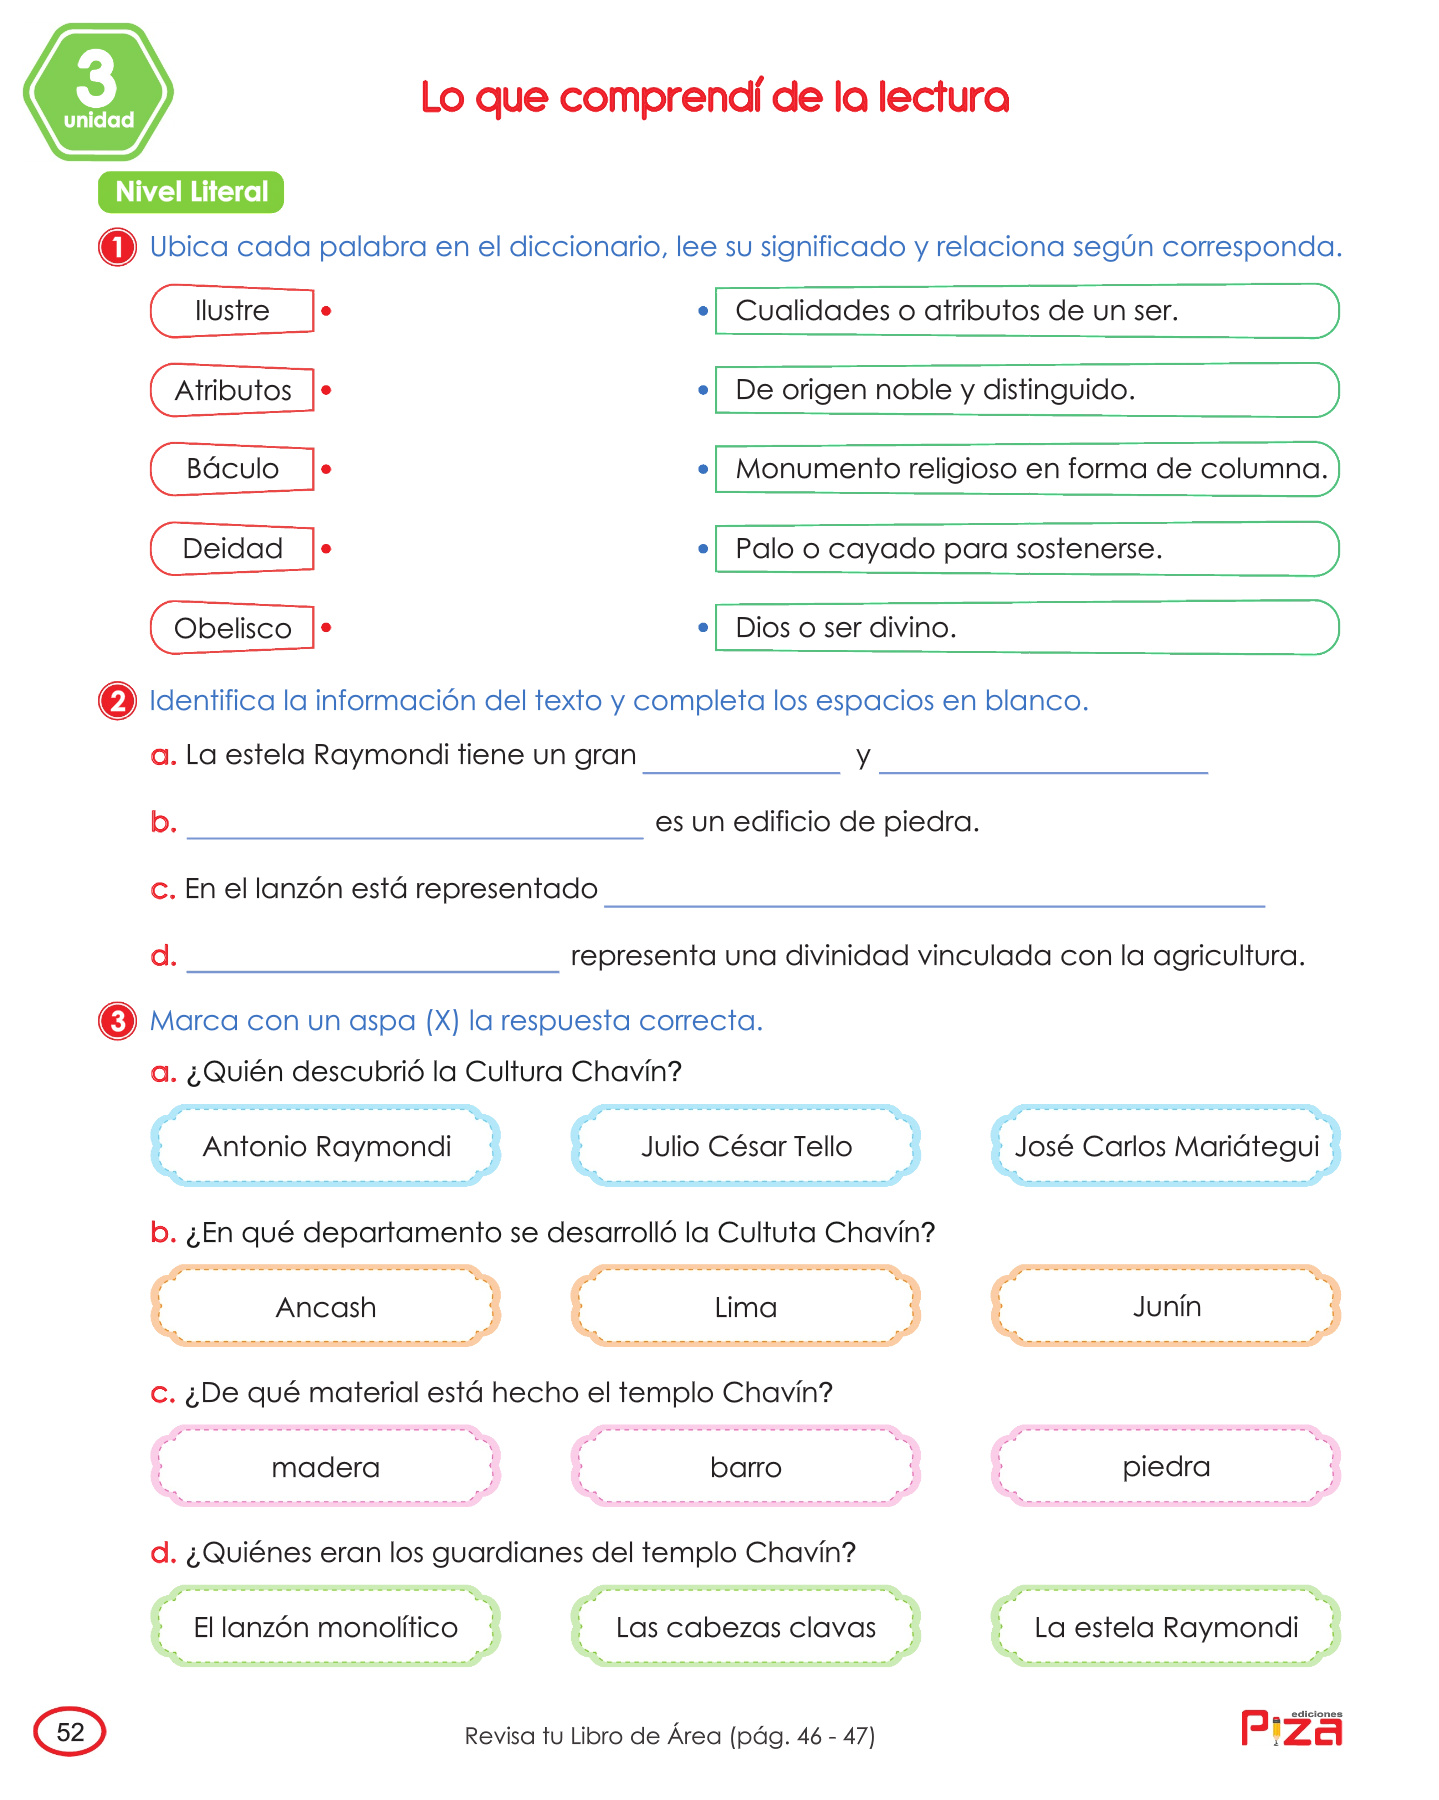 3
unidad
Lo que comprendí de la lectura
Nivel Literal
1 Ubica cada palabra en el diccionario, lee su significado y relaciona según corresponda.
Ilustre • • Cualidades o atributos de un ser.
Atributos • • De origen noble y distinguido.
Báculo • • Monumento religioso en forma de columna.
Deidad • • Palo o cayado para sostenerse.
Obelisco • • Dios o ser divino.
2 Identifica la información del texto y completa los espacios en blanco.
a. La estela Raymondi tiene un gran ____________ y ____________________
b. ____________________________ es un edificio de piedra.
c. En el lanzón está representado ________________________________________
d. ______________________ representa una divinidad vinculada con la agricultura.
3 Marca con un aspa (X) la respuesta correcta.
a. ¿Quién descubrió la Cultura Chavín?
Antonio Raymondi Julio César Tello José Carlos Mariátegui
b. ¿En qué departamento se desarrolló la Cultuta Chavín?
Ancash Lima Junín
c. ¿De qué material está hecho el templo Chavín?
madera barro piedra
d. ¿Quiénes eran los guardianes del templo Chavín?
El lanzón monolítico Las cabezas clavas La estela Raymondi
52
Revisa tu Libro de Área (pág. 46 - 47)
ediciones
Piza